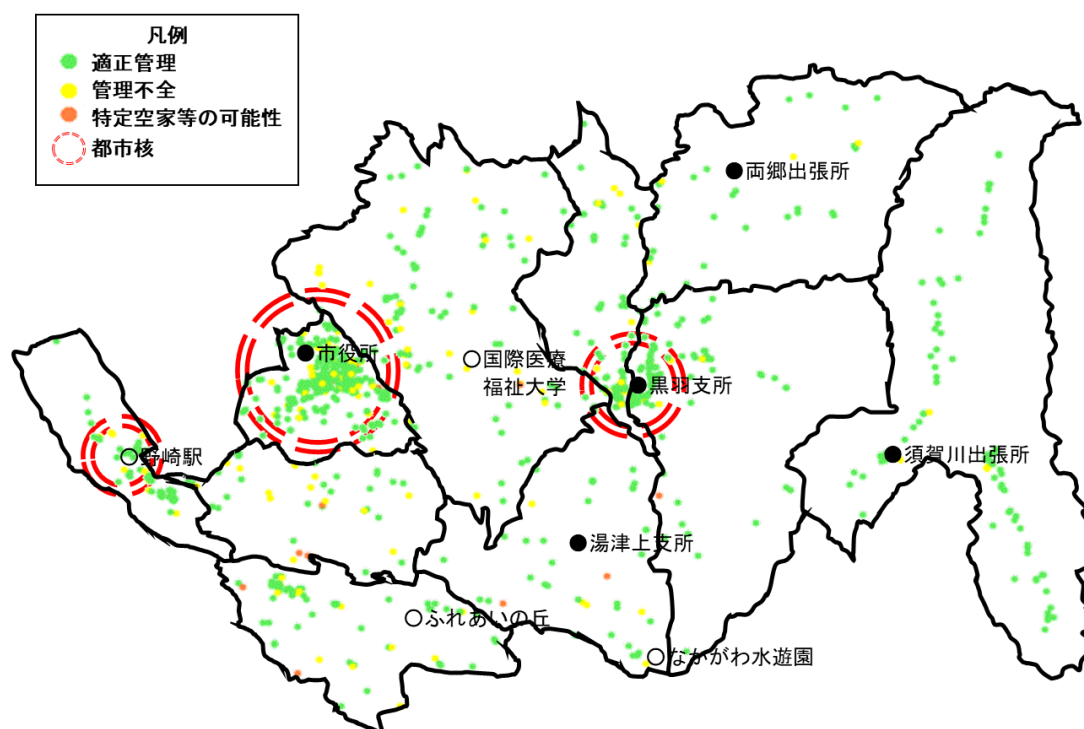 凡例
適正管理
管理不全
特定空家等の可能性
都市核
両郷出張所
市役所
国際医療
福祉大学
黒羽支所
野崎駅
須賀川出張所
湯津上支所
ふれあいの丘
なかがわ水遊園